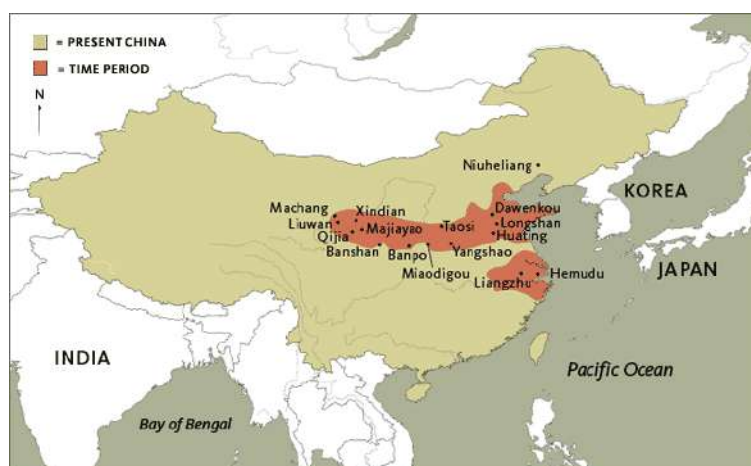 = PRESENT CHINA
= TIME PERIOD
N
Niuheliang
KOREA
Machang
Xindian
Dawenkou
Liuwan
Majiayao
Taosi
Longshan
Qijia
Huating
Banshan
Banpo
Yangshao
JAPAN
Miaodigou
Liangzhu
Hemudu
INDIA
Pacific Ocean
Bay of Bengal